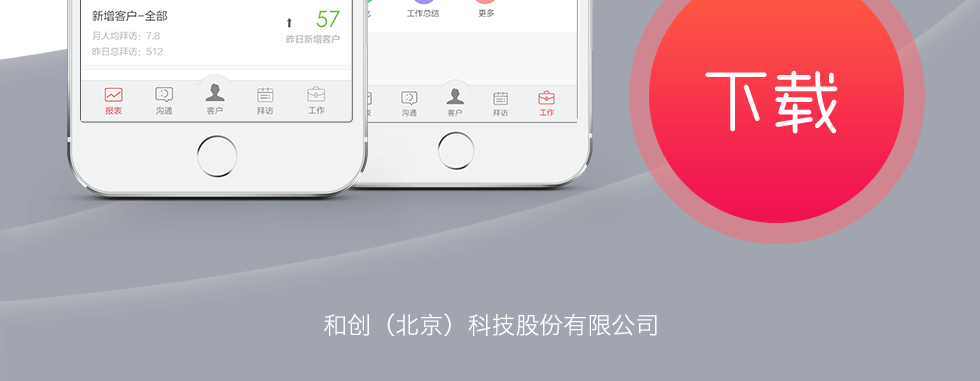 新增客户-全部
57
月人均拜访：7.8
昨日新增客户
昨日总拜访：512
工作总结
更多
报表
沟通
客户
拜访
工作
沟通
客户
拜访
工作
下载
和创（北京）科技股份有限公司